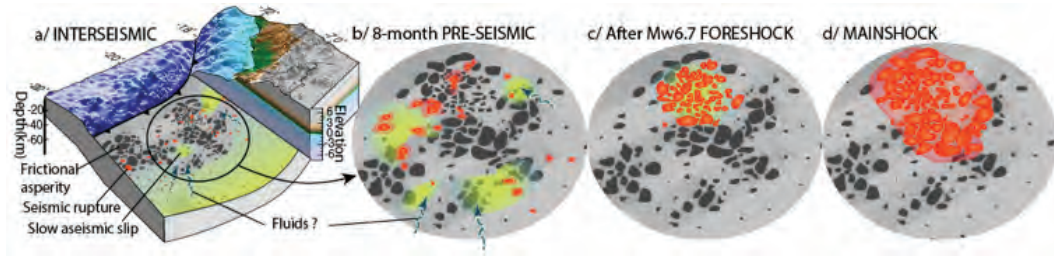 a/ INTERSEISMIC
b/ 8-month PRE-SEISMIC
c/ After Mw6.7 FORESHOCK
d/ MAINSHOCK
Depth(km)
-20
-40
-60
Elevation
Frictional
asperity
Seismic rupture
Slow aseismic slip
Fluids ?